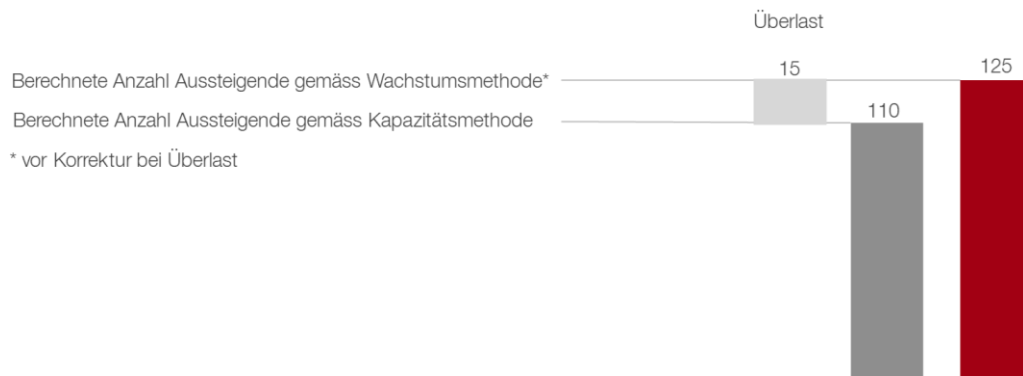 Überlast
15
125
Berechnete Anzahl Aussteigende gemäss Wachstumsmethode*
110
Berechnete Anzahl Aussteigende gemäss Kapazitätsmethode
* vor Korrektur bei Überlast